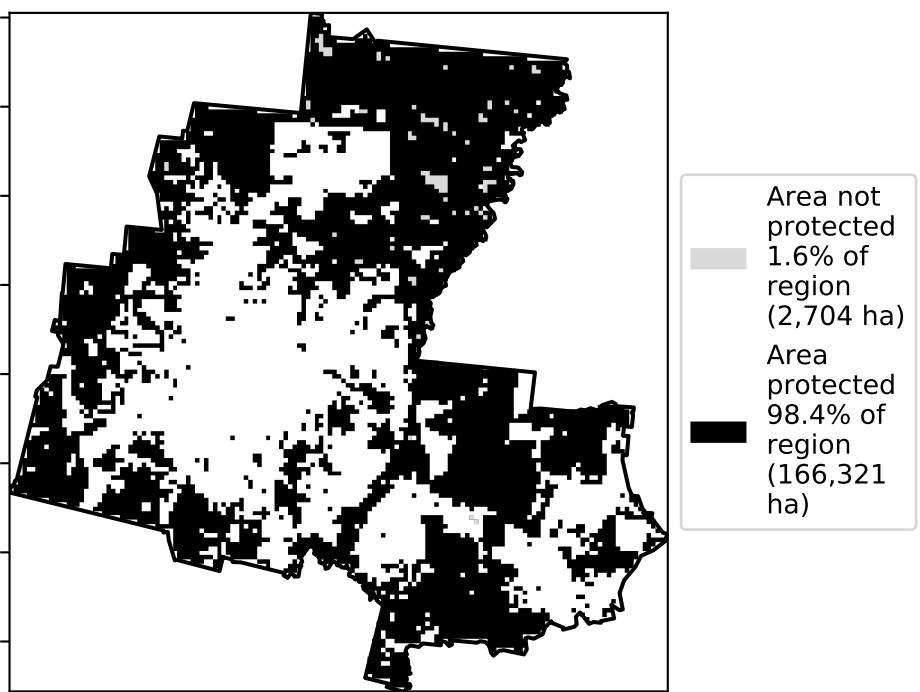 Area not
protected
1.6% of
region
(2,704 ha)
Area
protected
98.4% of
region
(166,321
ha)